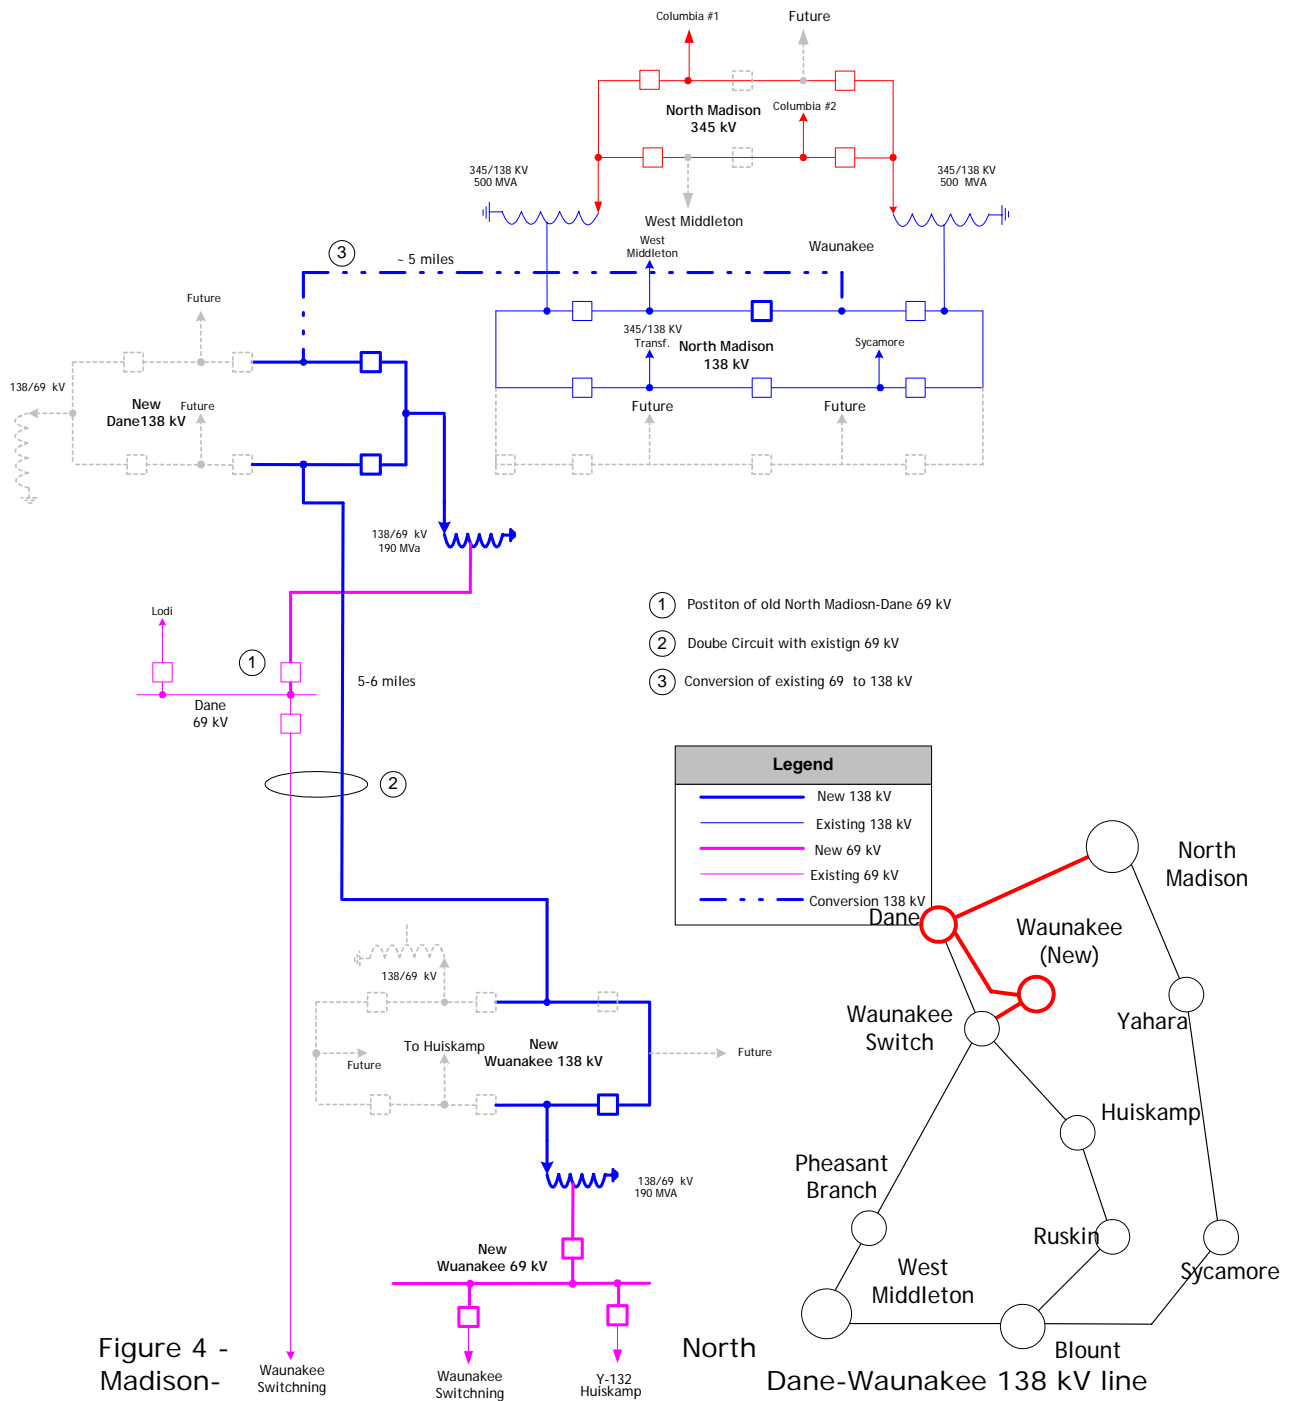 Columbia #1
Future
North Madison
345 kV
Columbia #2
345/138 KV
500 MVA
345/138 KV
500  MVA
West Middleton
West
Middleton
Waunakee
3
~ 5 miles
Future
345/138 KV
Transf.
North Madison
138 kV
Sycamore
138/69  kV
New
Dane138 kV
Future
Future
Future
138/69  kV
190 MVa
Lodi
1
Dane
69 kV
5-6 miles
2
1 Postiton of old North Madiosn-Dane 69 kV
2 Doube Circuit with existign 69 kV
3 Conversion of existing 69  to 138 kV
Legend
New 138 kV
Existing 138 kV
New 69 kV
Existing 69 kV
Conversion 138 kV
North
Madison
Dane
Waunakee
(New)
Waunakee
Switch
Yahara
Huiskamp
Pheasant
Branch
Ruskin
West
Middleton
Sycamore
Blount
138/69  kV
To Huiskamp
New
Wuanakee 138 kV
Future
Future
138/69  kV
190 MVA
New
Wuanakee 69 kV
Waunakee
Switchning
Waunakee
Switchning
Y-132
Huiskamp
Figure 4 - North
Madison- Dane-Waunakee 138 kV line